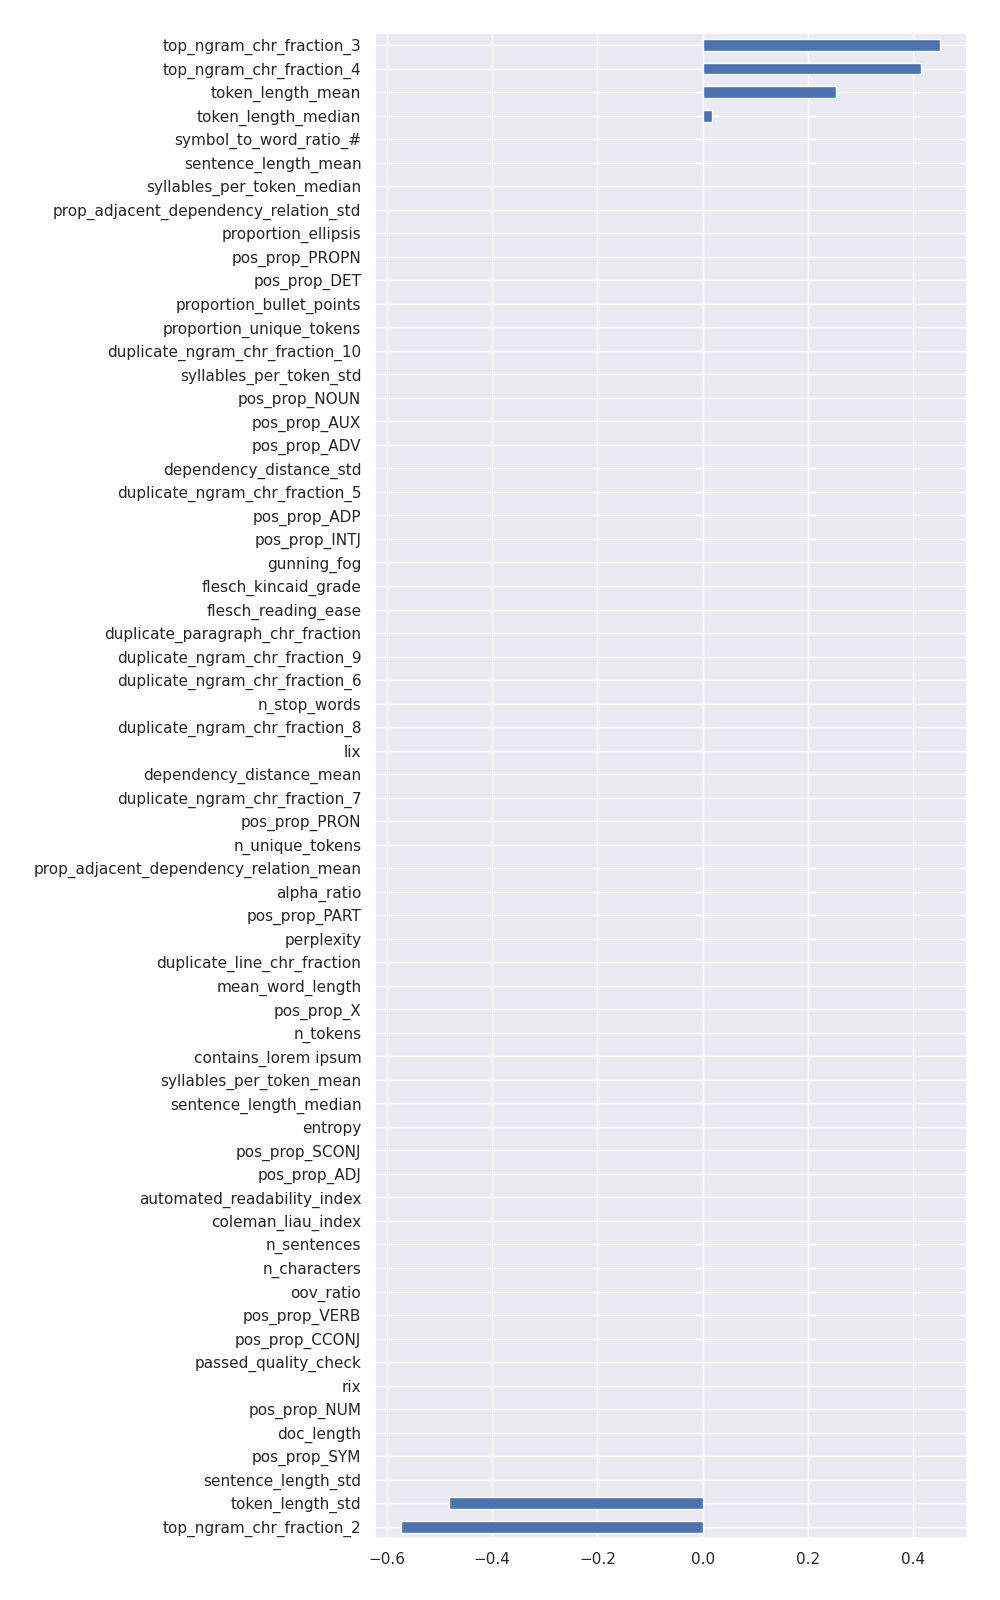 top_ngram_chr_fraction_3
top_ngram_chr_fraction_4
token_length_mean
token_length_median
symbol_to_word_ratio_#
sentence_length_mean
syllables_per_token_median
prop_adjacent_dependency_relation_std
proportion_ellipsis
pos_prop_PROPN
pos_prop_DET
proportion_bullet_points
proportion_unique_tokens
duplicate_ngram_chr_fraction_10
syllables_per_token_std
pos_prop_NOUN
pos_prop_AUX
pos_prop_ADV
dependency_distance_std
duplicate_ngram_chr_fraction_5
pos_prop_ADP
pos_prop_INTJ
gunning_fog
flesch_kincaid_grade
flesch_reading_ease
duplicate_paragraph_chr_fraction
duplicate_ngram_chr_fraction_9
duplicate_ngram_chr_fraction_6
n_stop_words
duplicate_ngram_chr_fraction_8
lix
dependency_distance_mean
duplicate_ngram_chr_fraction_7
pos_prop_PRON
n_unique_tokens
prop_adjacent_dependency_relation_mean
alpha_ratio
pos_prop_PART
perplexity
duplicate_line_chr_fraction
mean_word_length
pos_prop_X
n_tokens
contains_lorem ipsum
syllables_per_token_mean
sentence_length_median
entropy
pos_prop_SCONJ
pos_prop_ADJ
automated_readability_index
coleman_liau_index
n_sentences
n_characters
oov_ratio
pos_prop_VERB
pos_prop_CCONJ
passed_quality_check
rix
pos_prop_NUM
doc_length
pos_prop_SYM
sentence_length_std
token_length_std
top_ngram_chr_fraction_2
−0.6 −0.4 −0.2 0.0 0.2 0.4